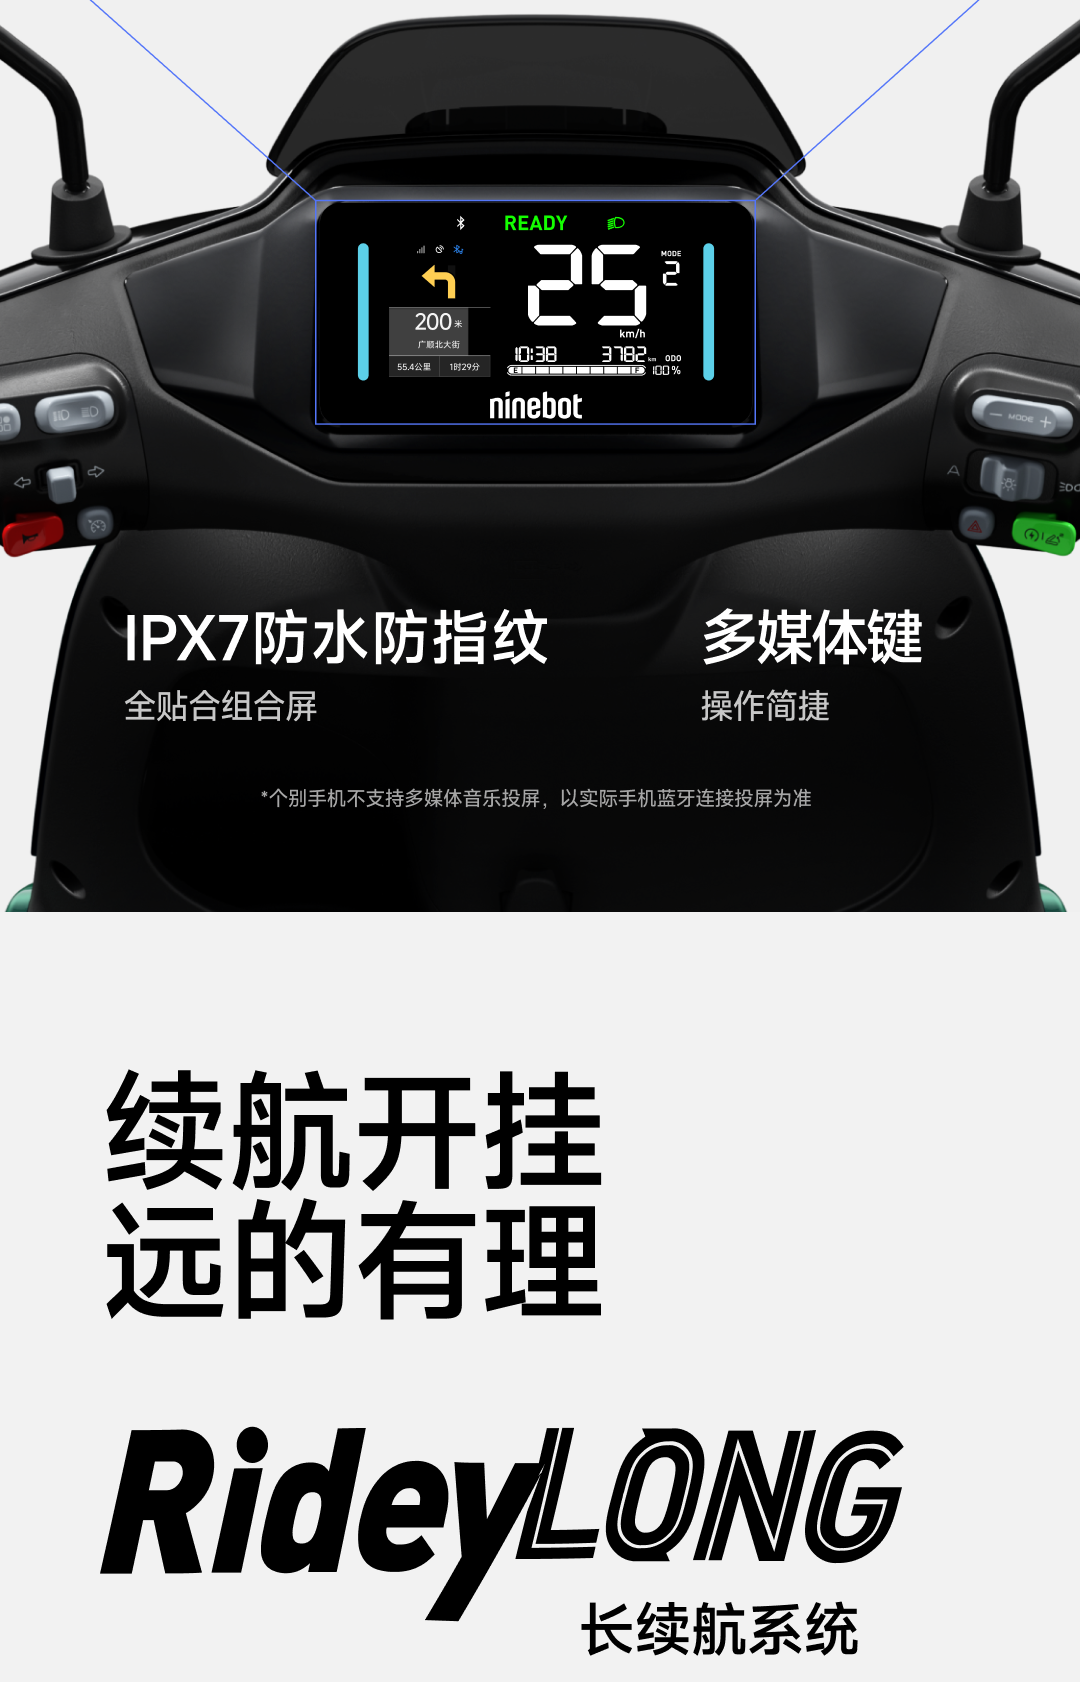 READY
25
MODE
2
200米
km/h
广顺北大街
10:38
3782 km ODO
55.4公里
1时29分
E
F
100%
ninebot
MODE
A
IPX7防水防指纹
多媒体键
全贴合组合屏
操作简捷
*个别手机不支持多媒体音乐投屏，以实际手机蓝牙连接投屏为准
续航开挂
远的有理
RideyLONG
长续航系统